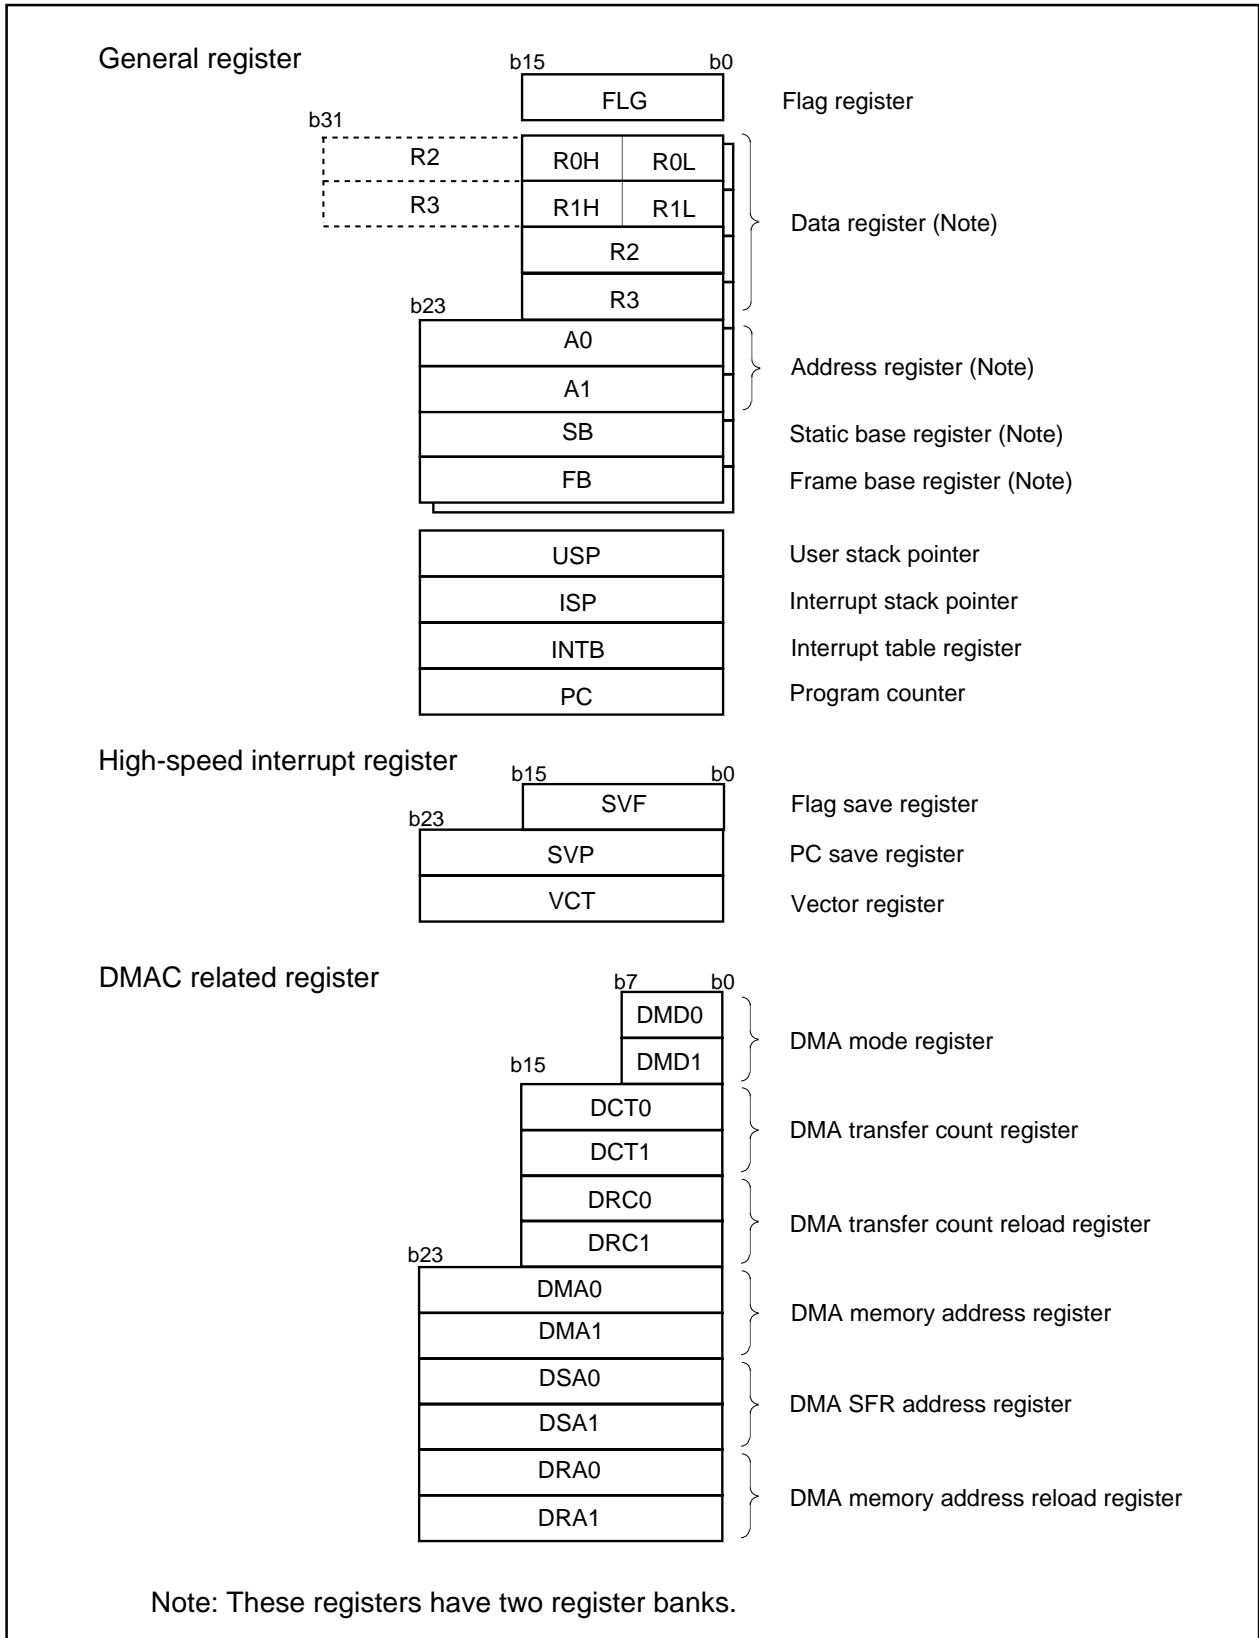 General register
b15 b0
FLG Flag register
b31
R2 R0H R0L
R3 R1H R1L
Data register (Note)
R2
R3
b23
A0
Address register (Note)
A1
SB Static base register (Note)
FB Frame base register (Note)
USP User stack pointer
ISP Interrupt stack pointer
INTB Interrupt table register
PC Program counter
High-speed interrupt register
b15 b0
SVF Flag save register
b23
SVP PC save register
VCT Vector register
DMAC related register
b7 b0
DMD0
DMA mode register
DMD1
b15
DCT0
DMA transfer count register
DCT1
DRC0
DMA transfer count reload register
DRC1
b23
DMA0
DMA memory address register
DMA1
DSA0
DMA SFR address register
DSA1
DRA0
DMA memory address reload register
DRA1
Note: These registers have two register banks.